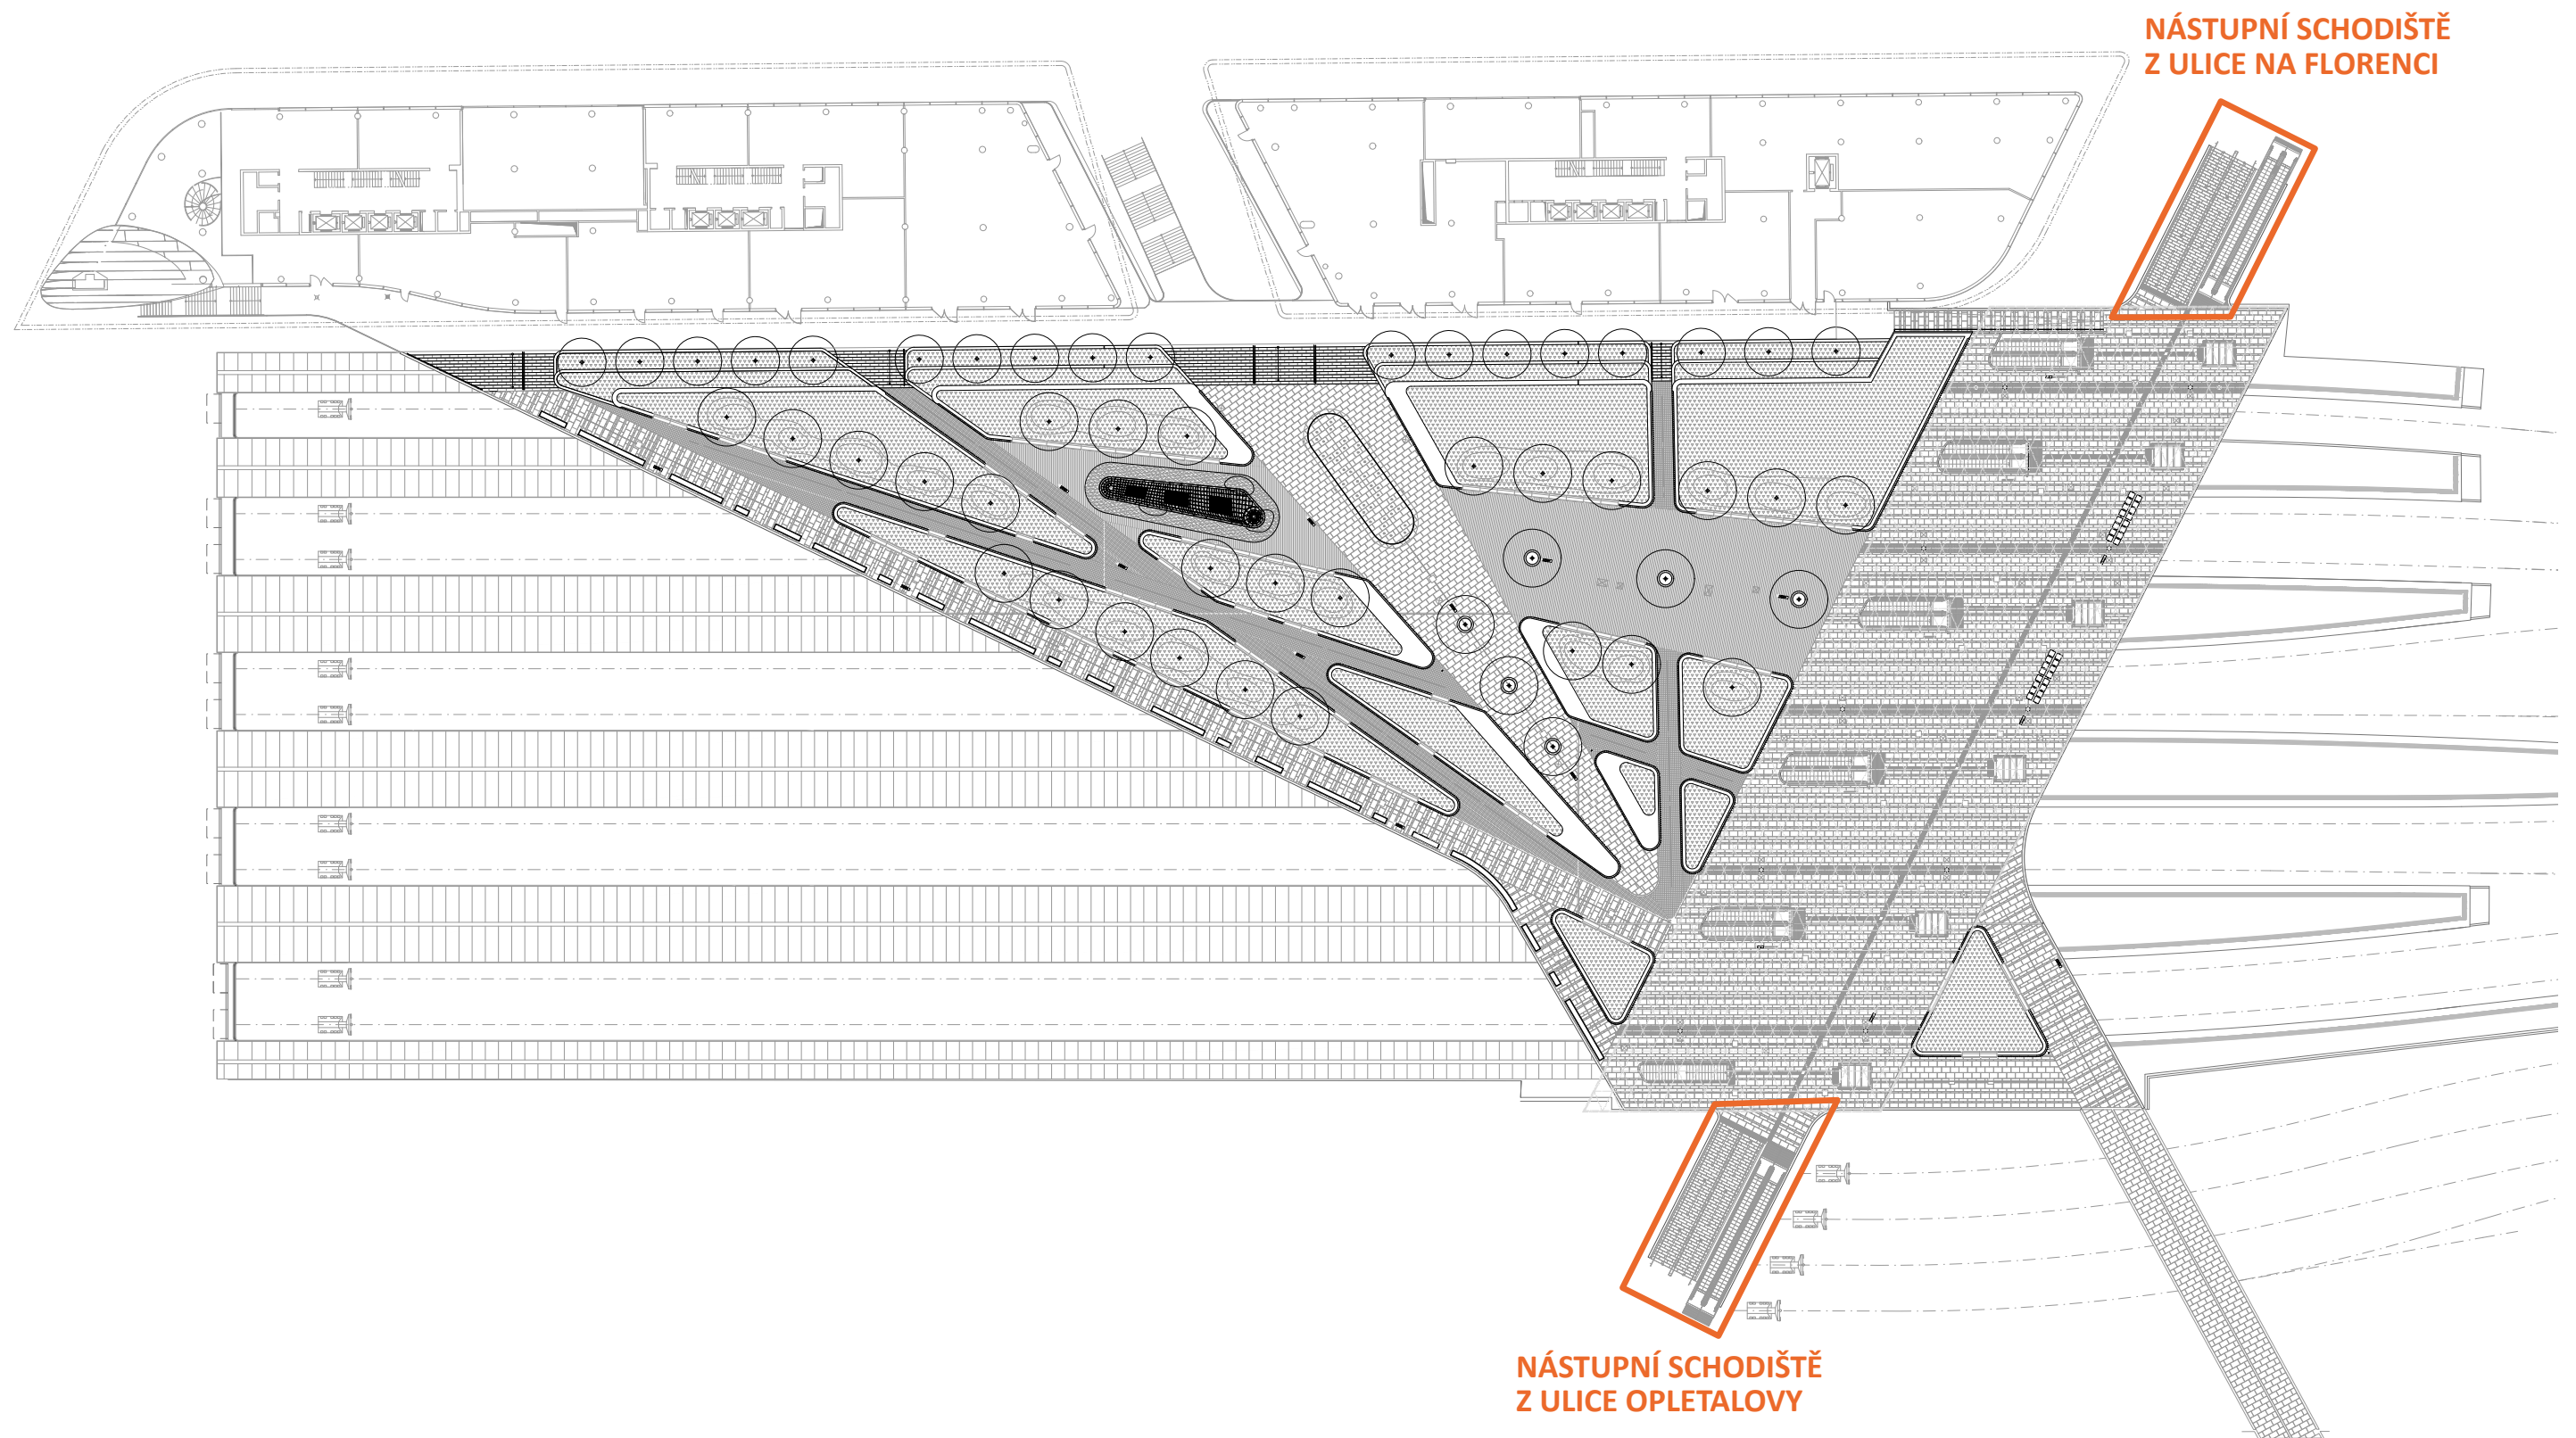 NÁSTUPNÍ SCHODIŠTĚ
Z ULICE NA FLORENCI
NÁSTUPNÍ SCHODIŠTĚ
Z ULICE OPLETALOVY